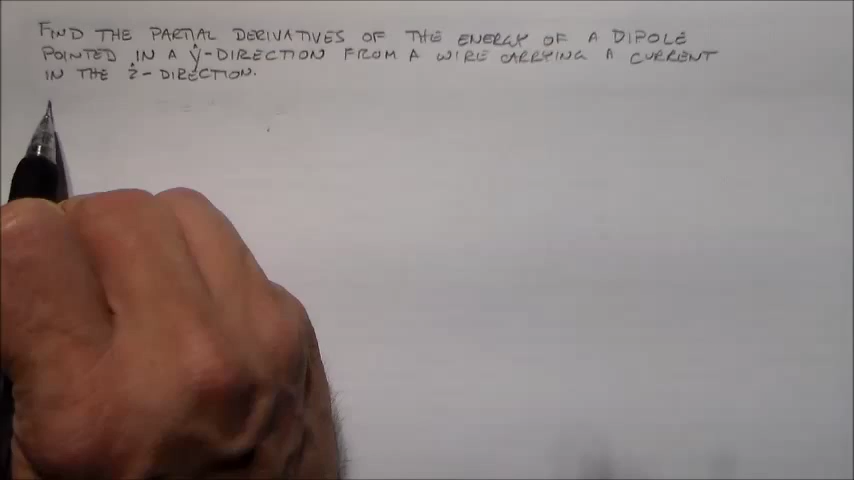 FIND THE PARTIAL DERIVATIVES OF THE ENERGY OF A DIPOLE
POINTED IN A ŷ-DIRECTION FROM A WIRE CARRYING A CURRENT
IN THE ẑ-DIRECTION.